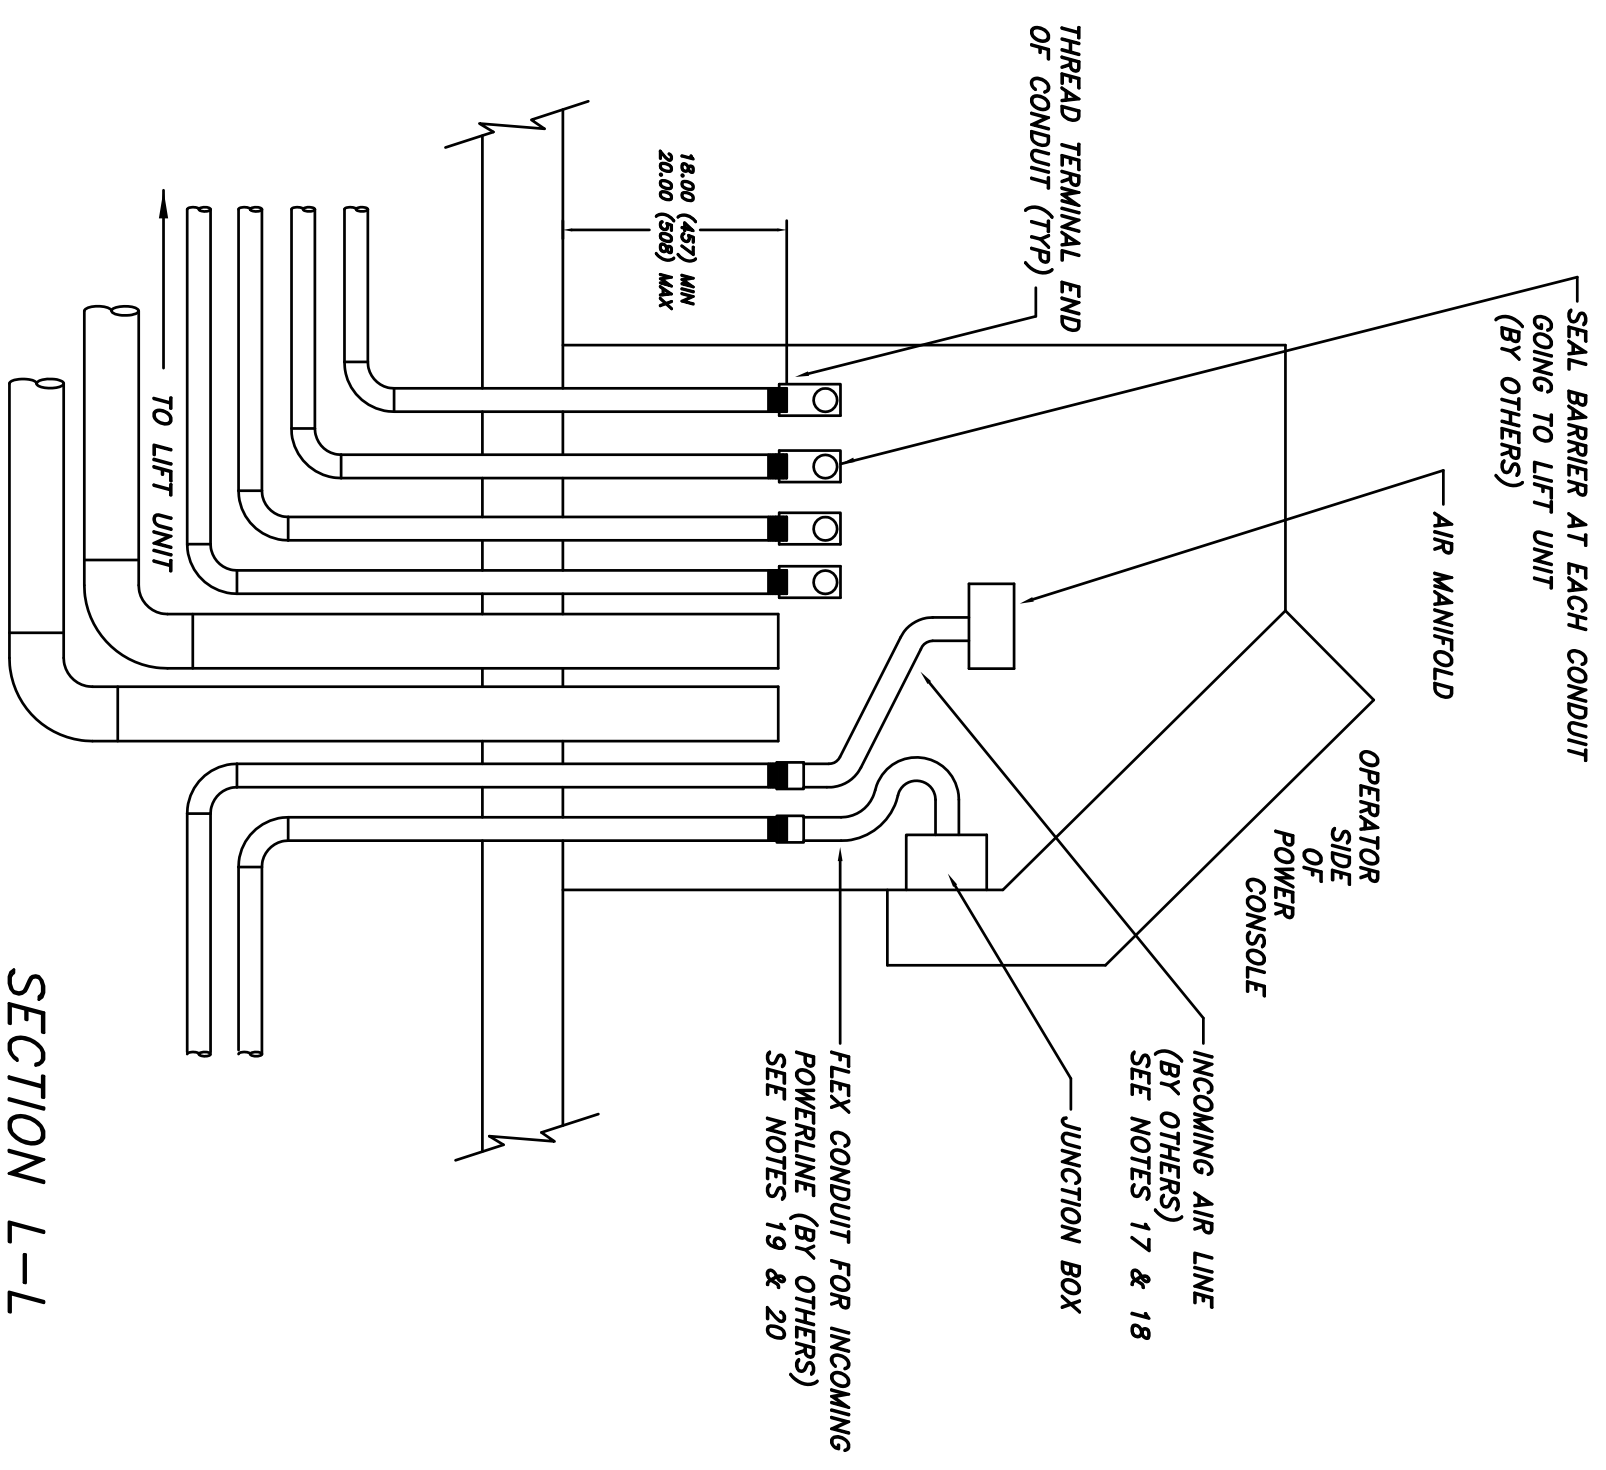 SEAL BARRIER AT EACH CONDUIT
GOING TO LIFT UNIT
(BY OTHERS)
AIR MANIFOLD
OPERATOR
SIDE
OF
POWER
CONSOLE
THREAD TERMINAL END
OF CONDUIT (TYP)
INCOMING AIR LINE
(BY OTHERS)
SEE NOTES 17 & 18
JUNCTION BOX
FLEX CONDUIT FOR INCOMING
POWERLINE (BY OTHERS)
SEE NOTES 19 & 20
18.00 (457) MIN
20.00 (508) MAX
TO LIFT UNIT
SECTION L-L